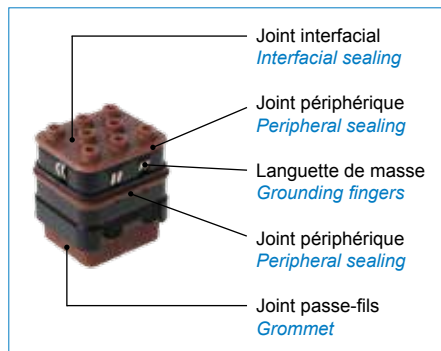 Joint interfacial
Interfacial sealing
Joint périphérique
Peripheral sealing
Languette de masse
Grounding fingers
Joint périphérique
Peripheral sealing
Joint passe-fils
Grommet